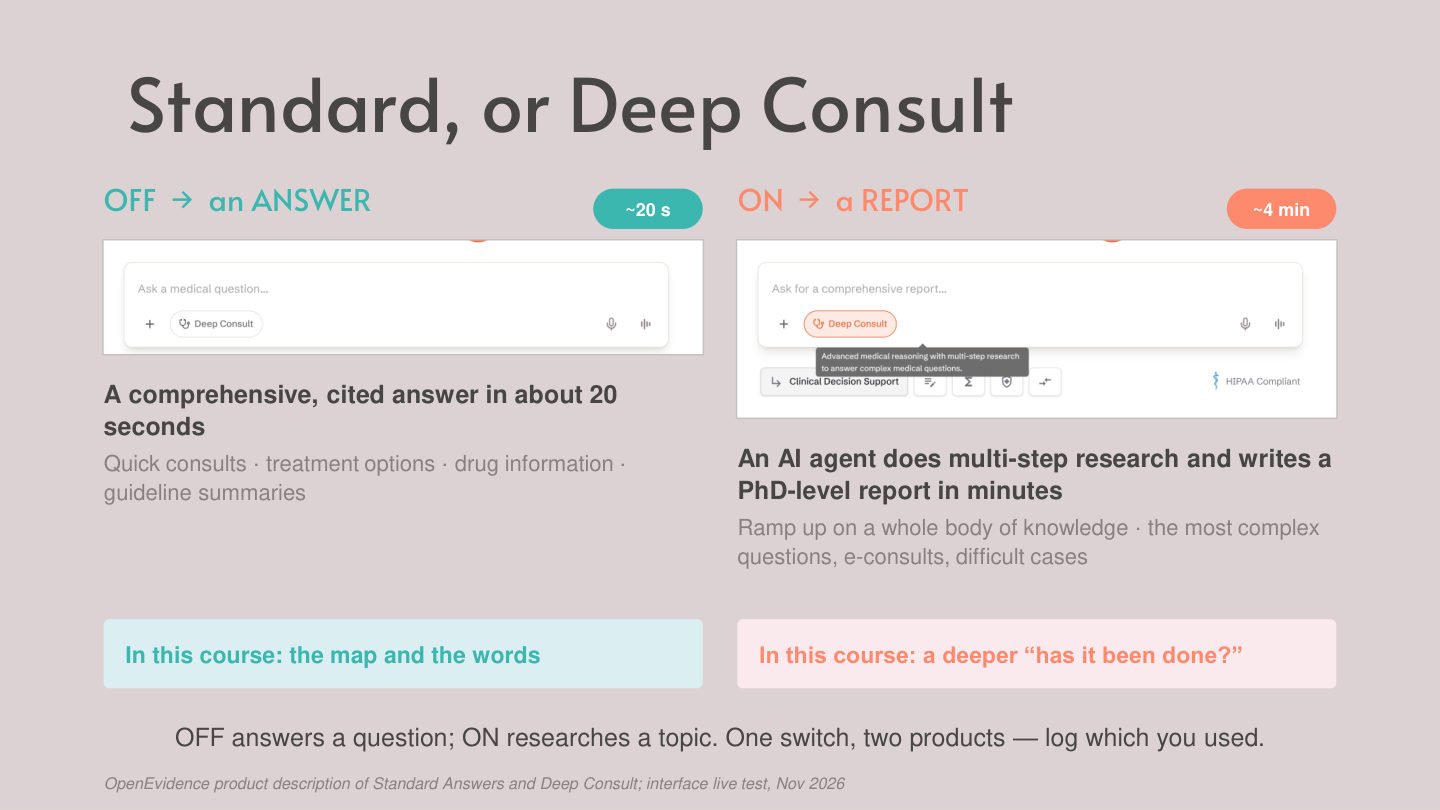 Standard, or Deep Consult
OFF → an ANSWER
~20 s
Ask a medical question...
+ Deep Consult
A comprehensive, cited answer in about 20
seconds
Quick consults · treatment options · drug information ·
guideline summaries
In this course: the map and the words
ON → a REPORT
~4 min
Ask for a comprehensive report...
+ Deep Consult
Advanced medical reasoning with multi-step research
to answer complex medical questions.
Clinical Decision Support
Σ
HIPAA Compliant
An AI agent does multi-step research and writes a
PhD-level report in minutes
Ramp up on a whole body of knowledge · the most complex
questions, e-consults, difficult cases
In this course: a deeper “has it been done?”
OFF answers a question; ON researches a topic. One switch, two products — log which you used.
OpenEvidence product description of Standard Answers and Deep Consult; interface live test, Nov 2026